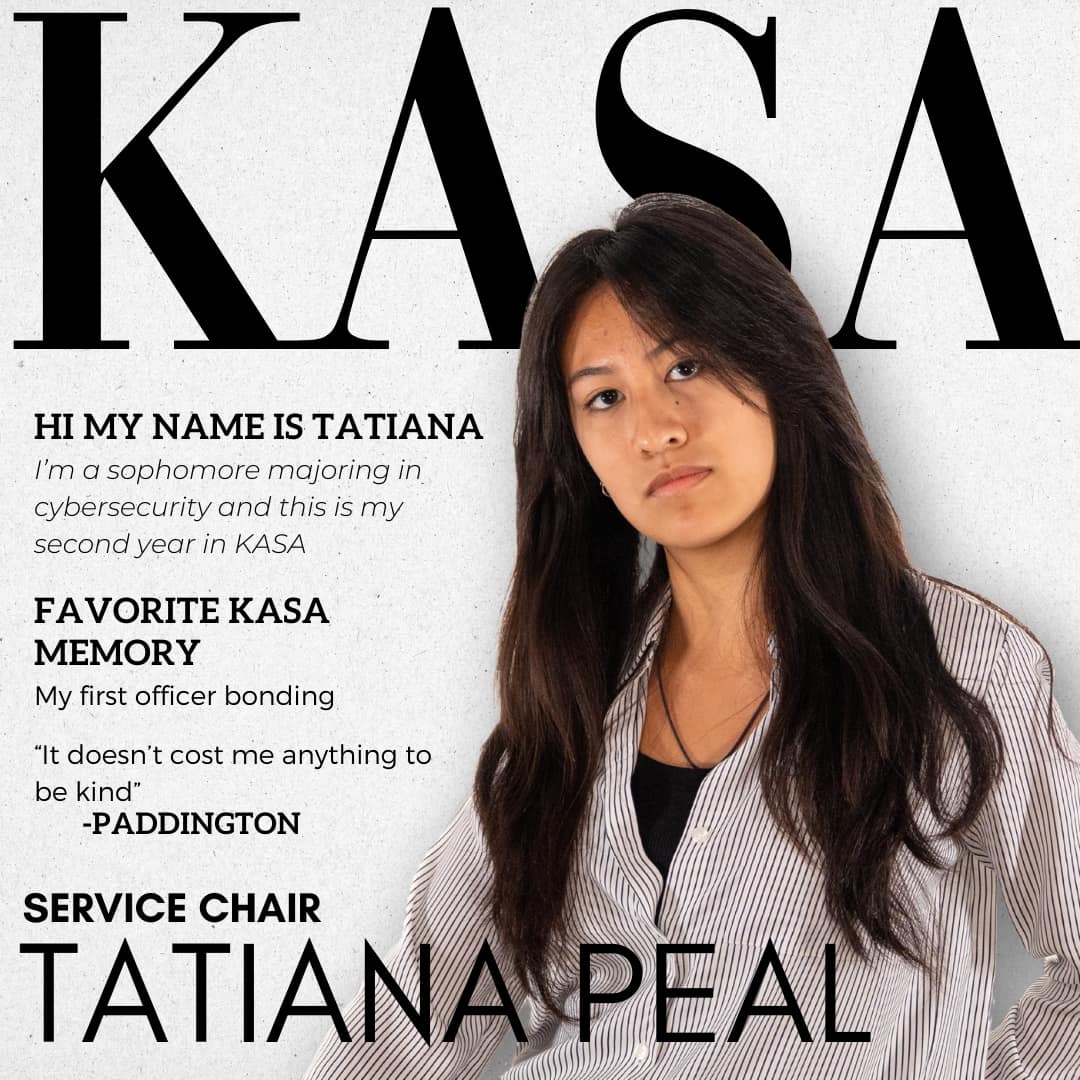 KASA
HI MY NAME IS TATIANA
I’m a sophomore majoring in
cybersecurity and this is my
second year in KASA
FAVORITE KASA
MEMORY
My first officer bonding
“It doesn’t cost me anything to
be kind”
-PADDINGTON
SERVICE CHAIR
TATIANA PEAL